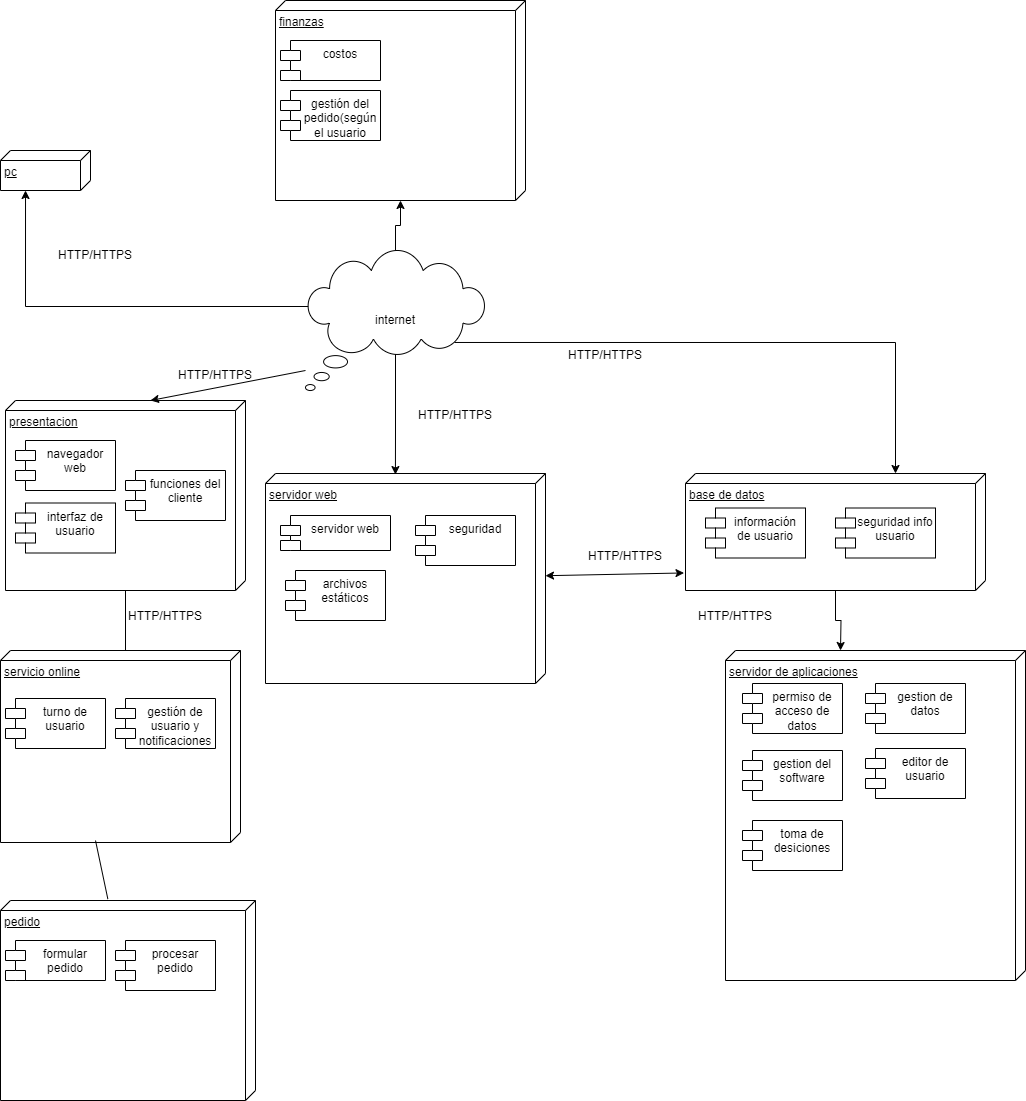 finanzas
costos
gestión del
pedido(según
el usuario
pc
HTTP/HTTPS
internet
HTTP/HTTPS
HTTP/HTTPS
HTTP/HTTPS
presentacion
navegador
web
funciones del
cliente
interfaz de
usuario
servidor web
servidor web
seguridad
archivos
estáticos
base de datos
información
de usuario
seguridad info
usuario
HTTP/HTTPS
HTTP/HTTPS
HTTP/HTTPS
servicio online
turno de
usuario
gestión de
usuario y
notificaciones
servidor de aplicaciones
permiso de
acceso de
datos
gestion de
datos
gestion del
software
editor de
usuario
toma de
desiciones
pedido
formular
pedido
procesar
pedido